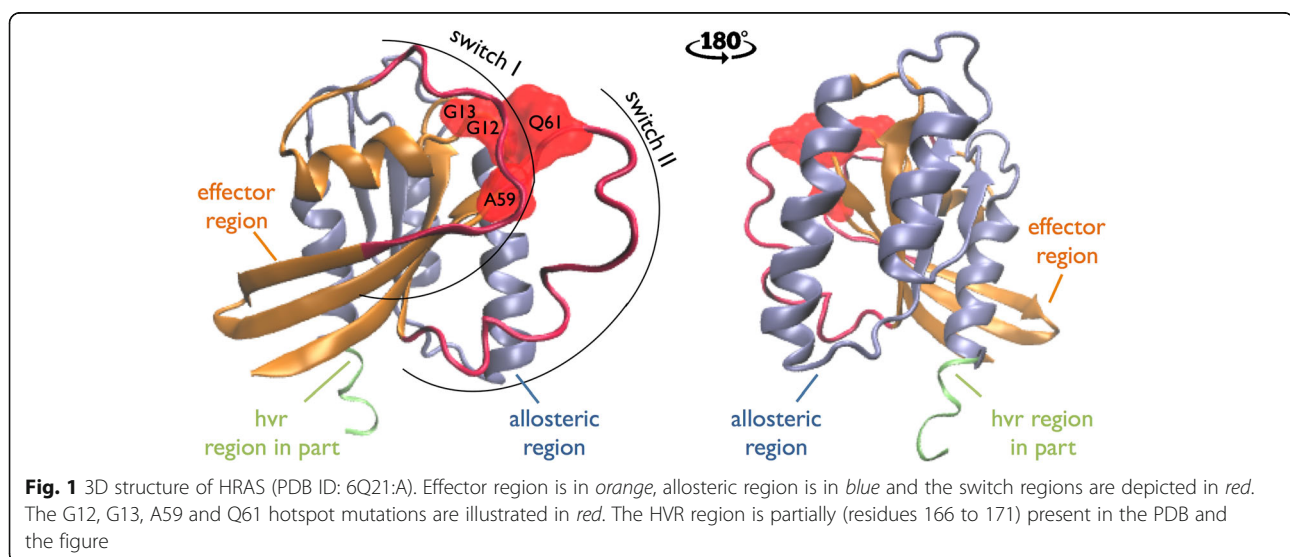 switch I
180°
G13
G12
Q61
switch II
A59
effector
region
effector
region
hvr
region in part
allosteric
region
allosteric
region
hvr region
in part
Fig. 1 3D structure of HRAS (PDB ID: 6Q21:A). Effector region is in orange, allosteric region is in blue and the switch regions are depicted in red.
The G12, G13, A59 and Q61 hotspot mutations are illustrated in red. The HVR region is partially (residues 166 to 171) present in the PDB and
the figure